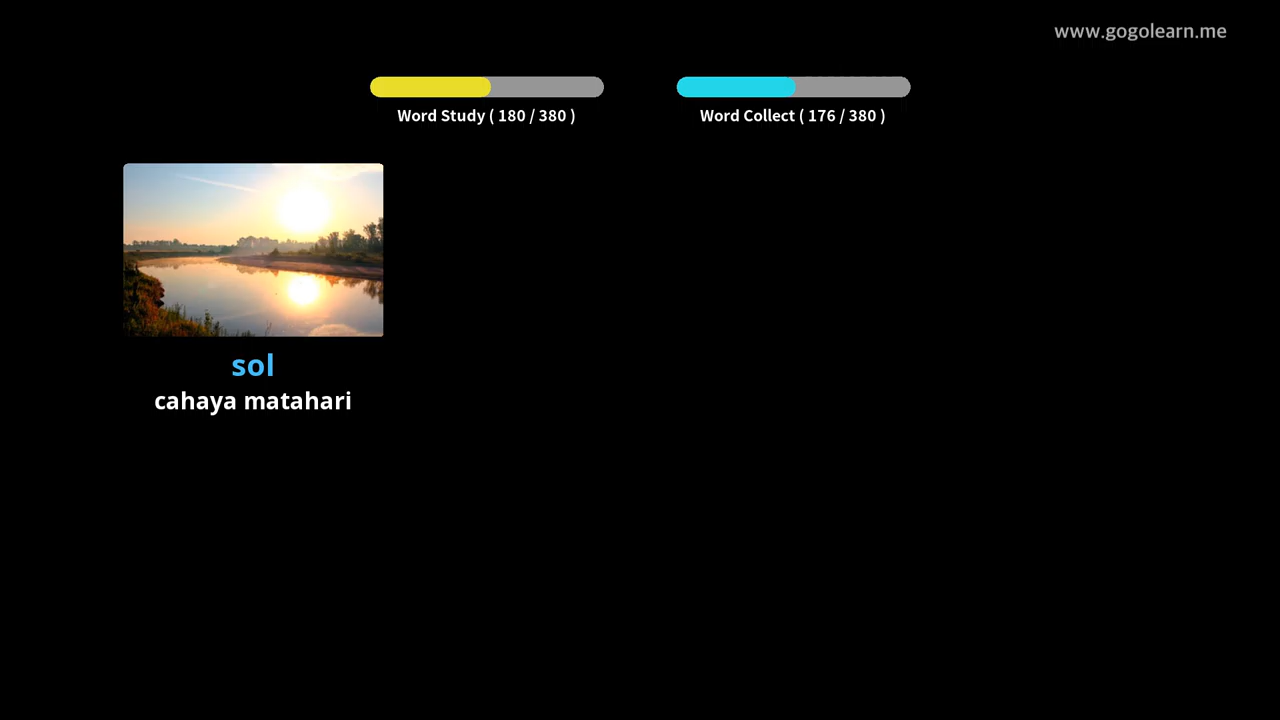 www.gogolearn.me
Word Study ( 180 / 380 )
Word Collect ( 176 / 380 )
sol
cahaya matahari